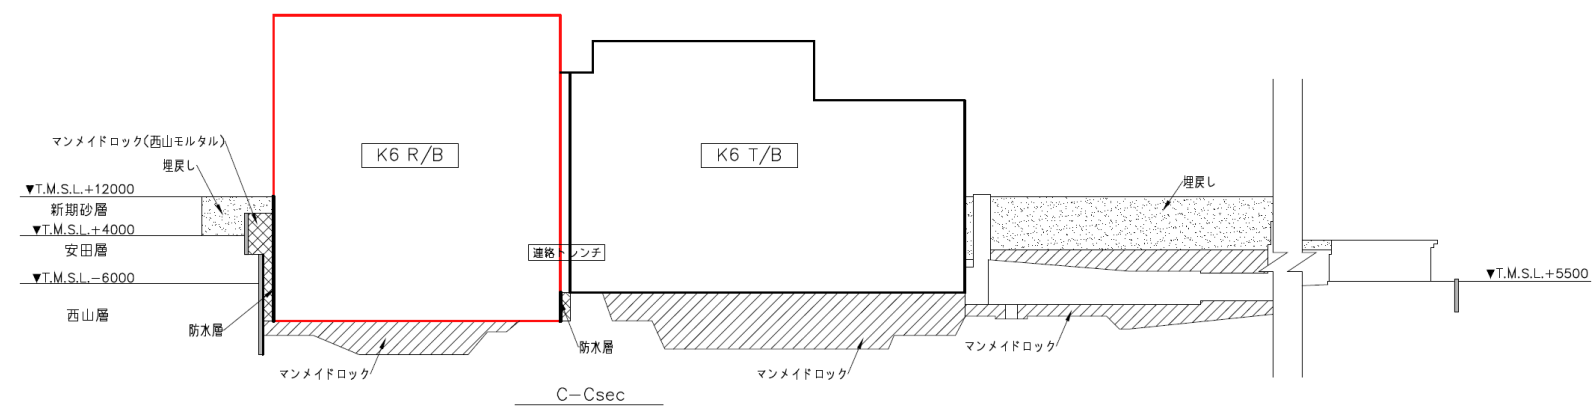 K6 R/B
K6 T/B
マンメイドロック(西山モルタル)
埋戻し
埋戻し
▼T.M.S.L.+12000
新期砂層
▼T.M.S.L.+4000
安田層
連絡トレンチ
▼T.M.S.L.-6000
▼T.M.S.L.+5500
西山層
防水層
防水層
マンメイドロック
マンメイドロック
マンメイドロック
C-Csec